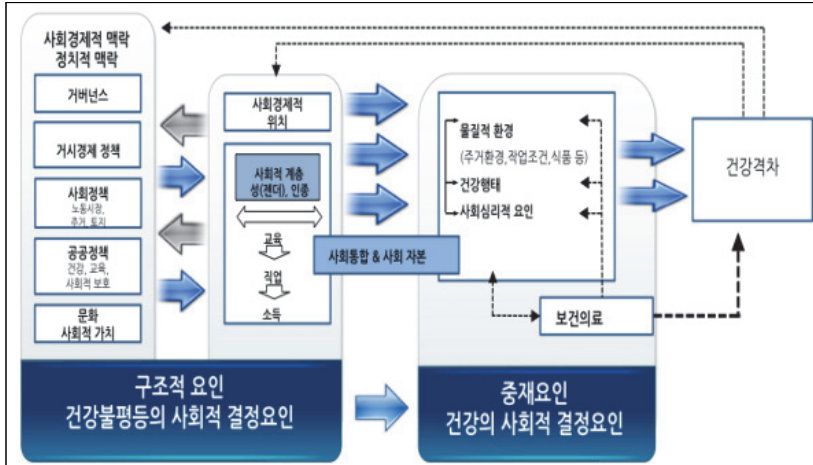 사회경제적 맥락
정치적 맥락
거버넌스
거시경제 정책
사회정책
노동시장,
주거, 토지
공공정책
건강, 교육,
사회적 보호
문화
사회적 가치
사회경제적
위치
사회적 계층
성(젠더), 인종
교육
직업
소득
사회통합 & 사회 자본
물질적 환경
(주거환경,작업조건,식품 등)
건강행태
사회심리적 요인
보건의료
건강격차
구조적 요인
건강불평등의 사회적 결정요인
중재요인
건강의 사회적 결정요인